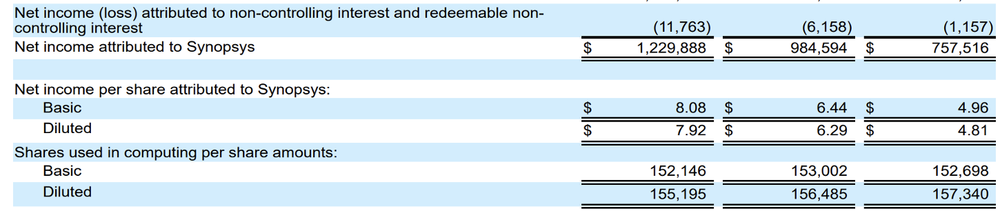 Net income (loss) attributed to non-controlling interest and redeemable non-
controlling interest (11,763) (6,158) (1,157)
Net income attributed to Synopsys $ 1,229,888 $ 984,594 $ 757,516
Net income per share attributed to Synopsys:
Basic $ 8.08 $ 6.44 $ 4.96
Diluted $ 7.92 $ 6.29 $ 4.81
Shares used in computing per share amounts:
Basic 152,146 153,002 152,698
Diluted 155,195 156,485 157,340